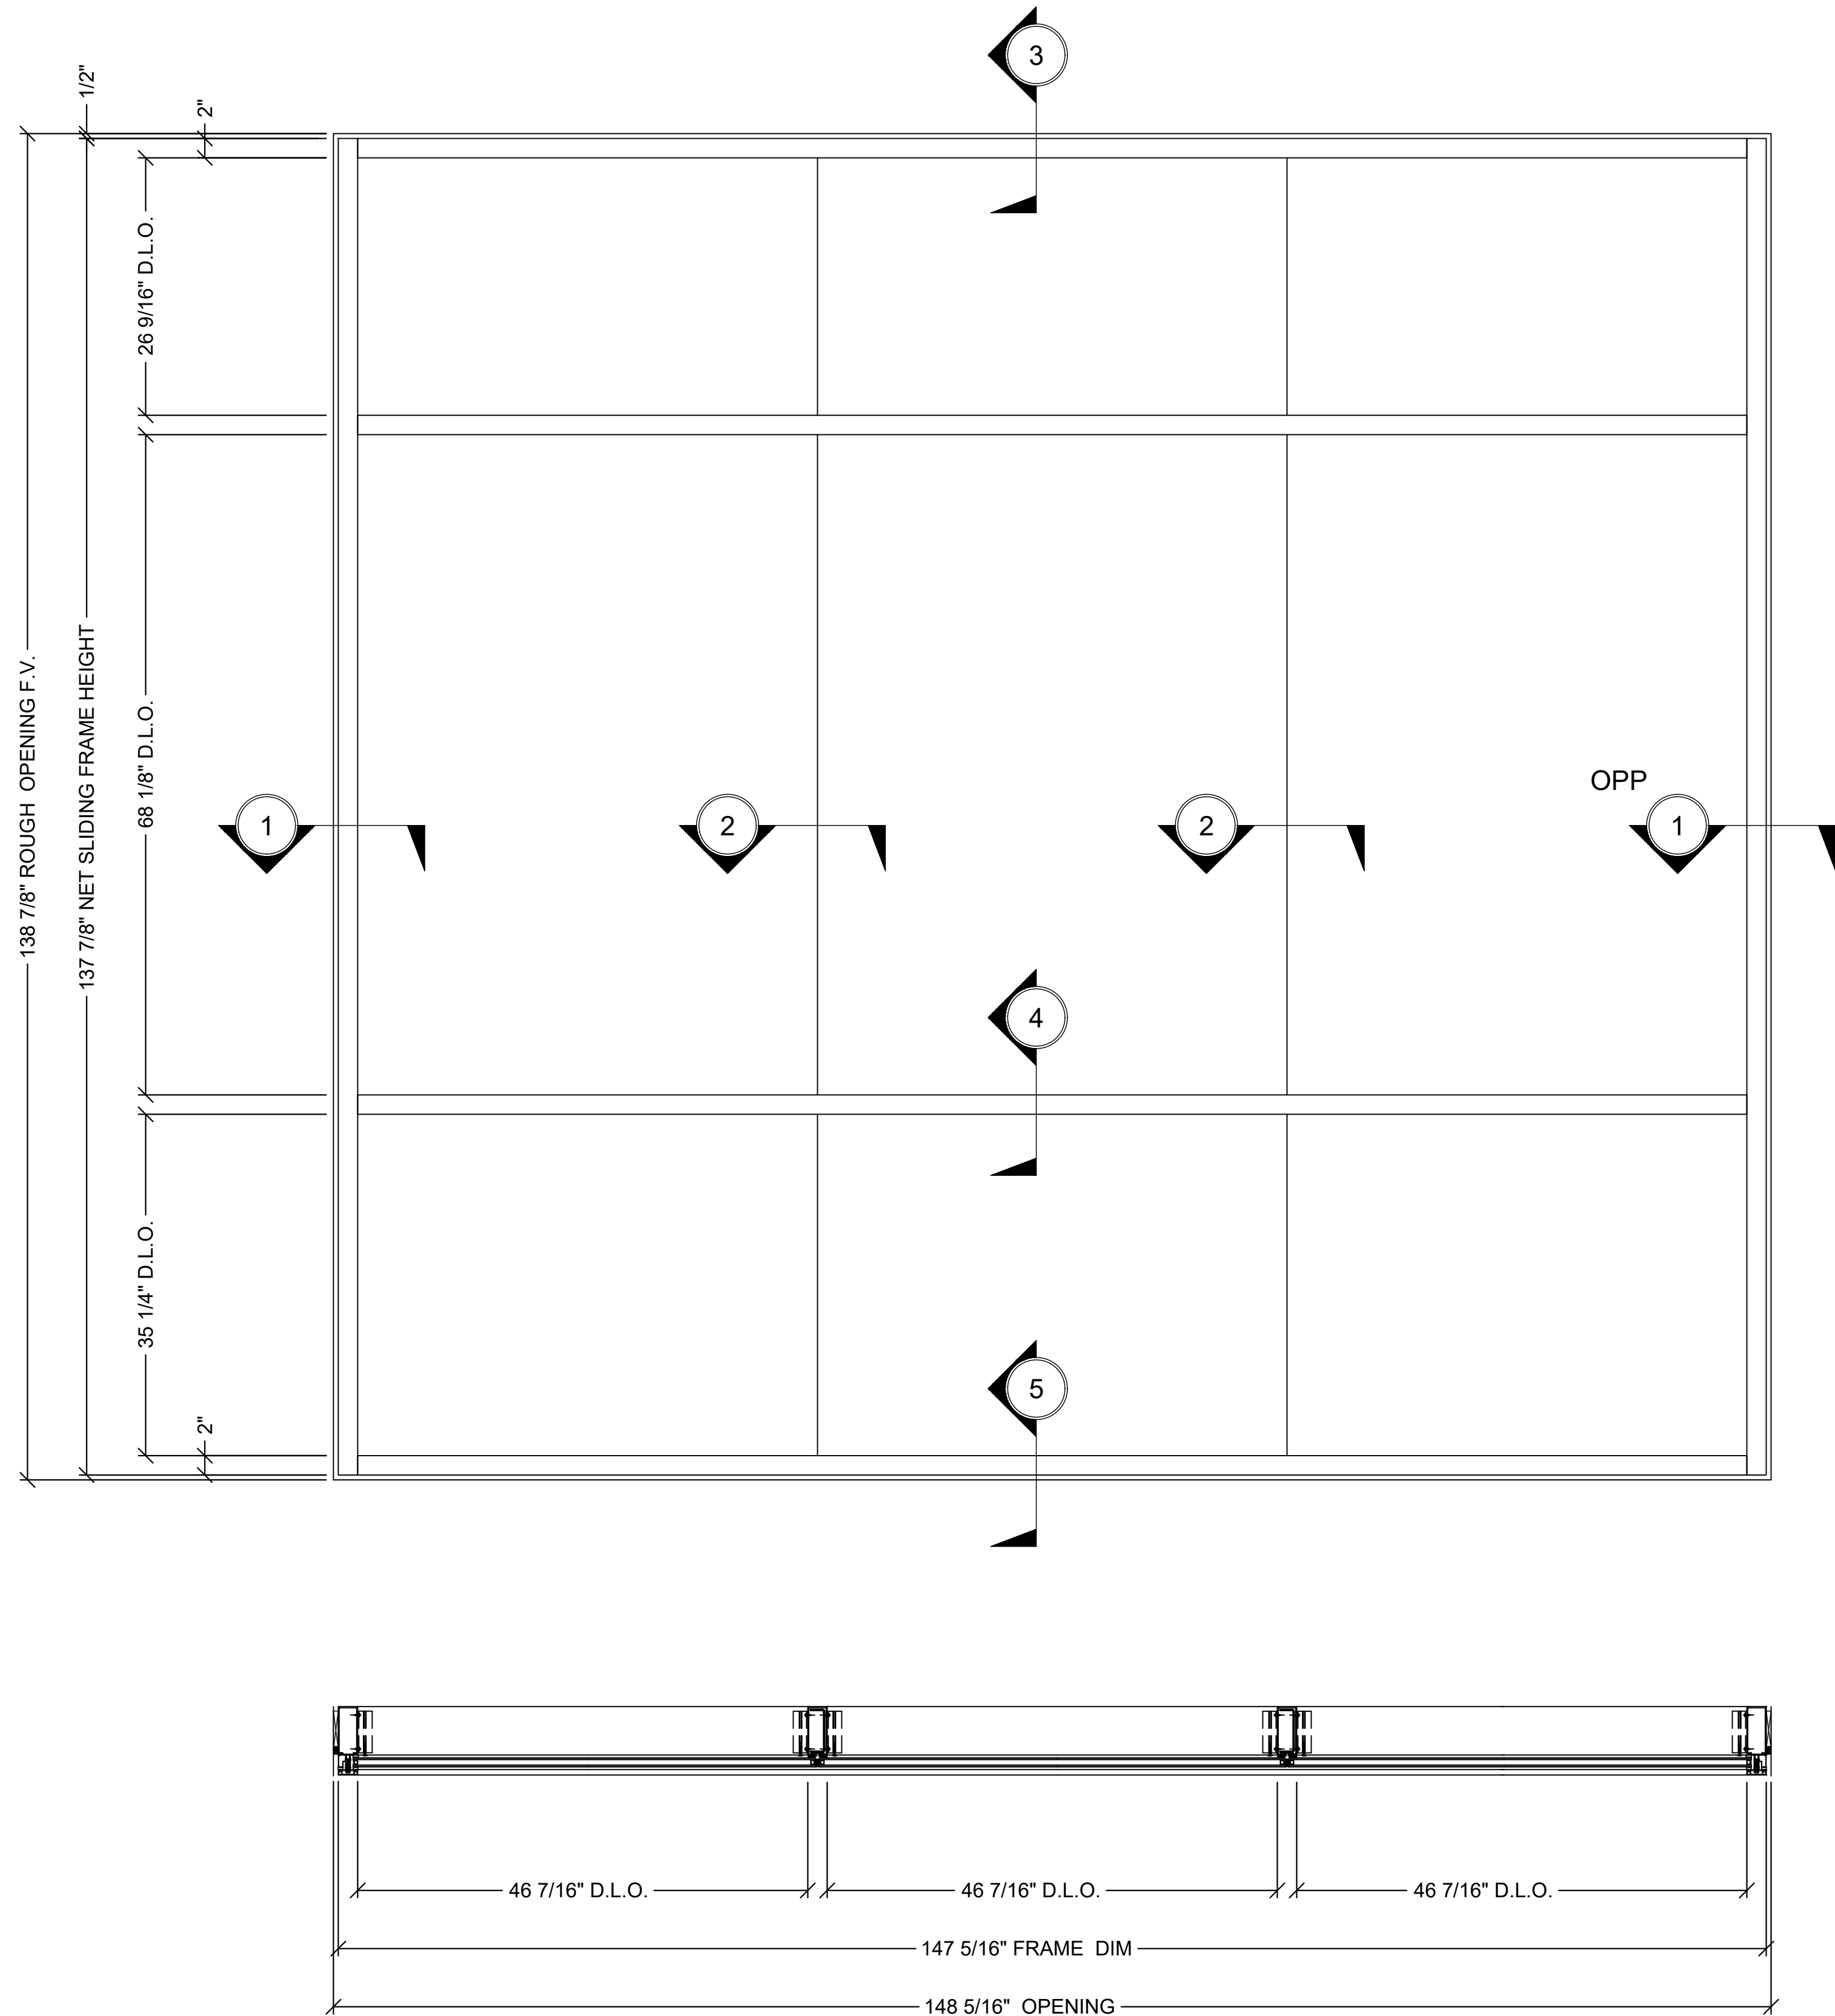 3
1/2"
2"
26 9/16" D.L.O.
138 7/8" ROUGH OPENING F.V.
137 7/8" NET SLIDING FRAME HEIGHT
68 1/8" D.L.O.
OPP
1
2
2
1
4
35 1/4" D.L.O.
5
2"
46 7/16" D.L.O.
46 7/16" D.L.O.
46 7/16" D.L.O.
147 5/16" FRAME DIM
148 5/16" OPENING